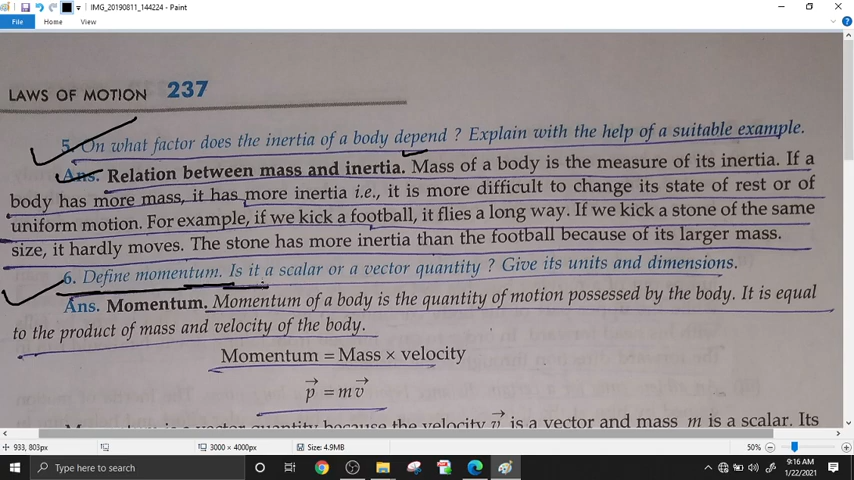 IMG_20190811_144224 - Paint
File Home View
LAWS OF MOTION 237
5. On what factor does the inertia of a body depend ? Explain with the help of a suitable example.
Ans. Relation between mass and inertia. Mass of a body is the measure of its inertia. If a
body has more mass, it has more inertia i.e., it is more difficult to change its state of rest or of
uniform motion. For example, if we kick a football, it flies a long way. If we kick a stone of the same
size, it hardly moves. The stone has more inertia than the football because of its larger mass.
6. Define momentum. Is it a scalar or a vector quantity ? Give its units and dimensions.
Ans. Momentum. Momentum of a body is the quantity of motion possessed by the body. It is equal
to the product of mass and velocity of the body.
Momentum = Mass × velocity
p⃗ = mv⃗
quantity because the velocity v⃗ is a vector and mass m is a scalar. Its
933, 803px 3000 × 4000px Size: 4.9MB 50%
Type here to search 9:16 AM
1/22/2021